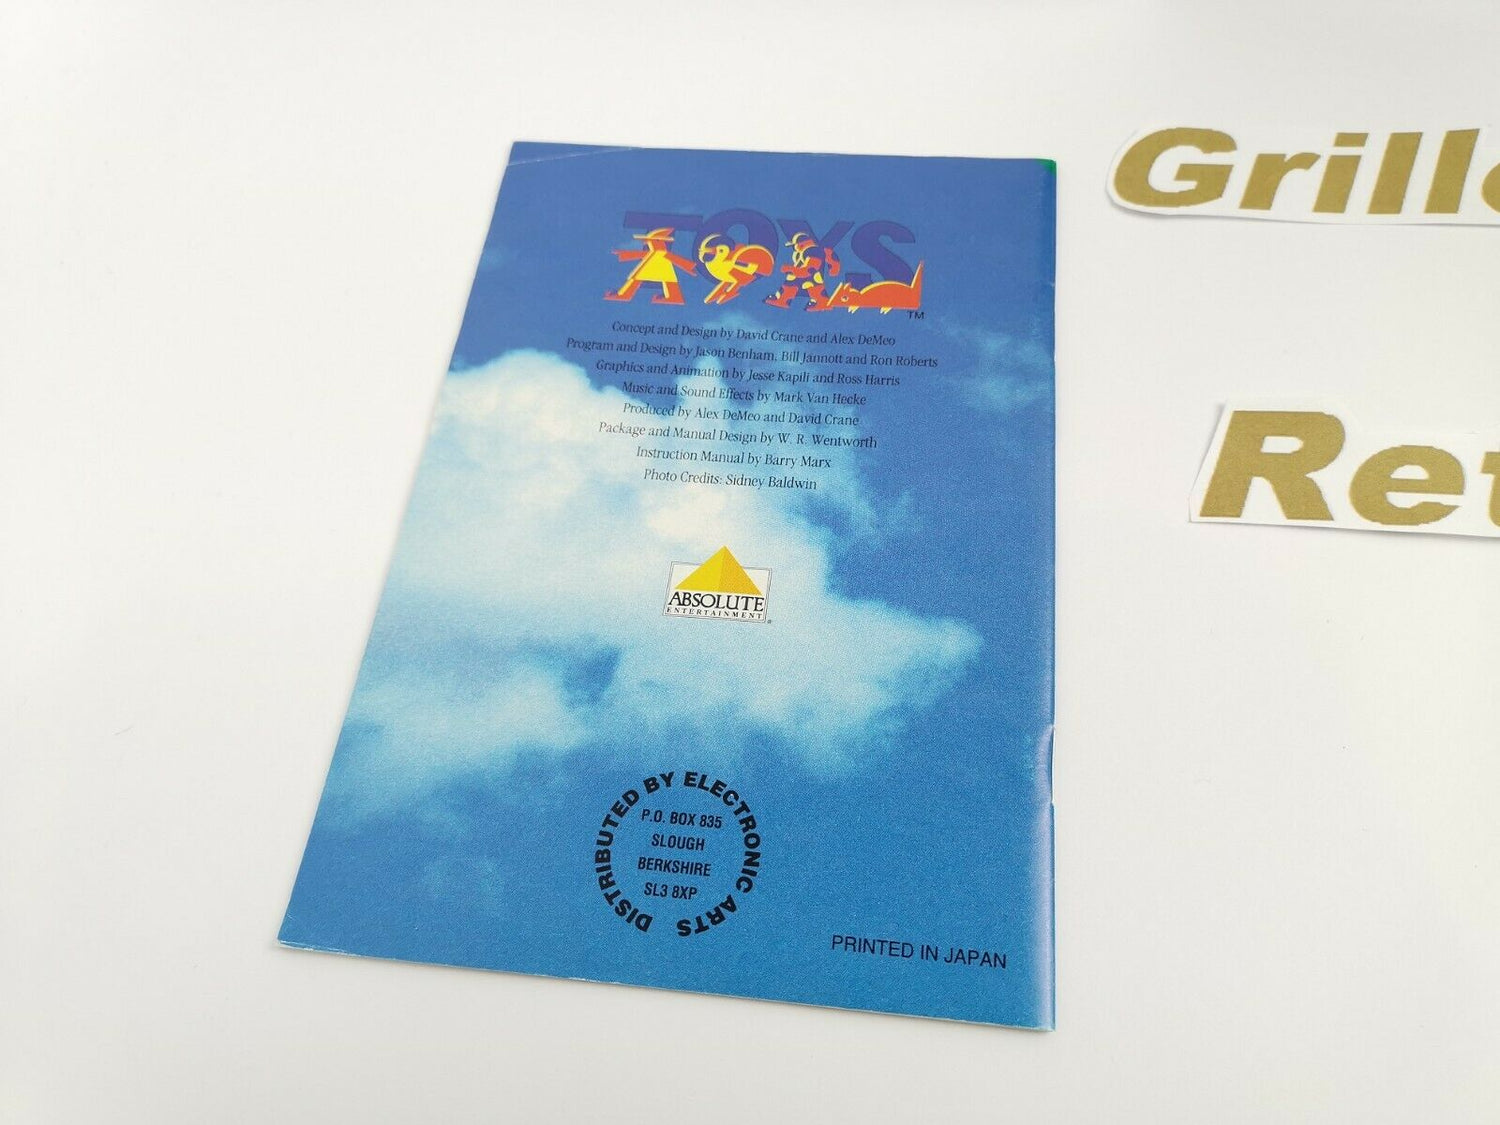 TOYS
TM
Concept and Design by David Crane and Alex DeMeo
Program and Design by Jason Benham, Bill Jannott and Ron Roberts
Graphics and Animation by Jesse Kapili and Ross Harris
Music and Sound Effects by Mark Van Hecke
Produced by Alex DeMeo and David Crane
Package and Manual Design by W. R. Wentworth
Instruction Manual by Barry Marx
Photo Credits: Sidney Baldwin
ABSOLUTE
ENTERTAINMENT®
DISTRIBUTED BY ELECTRONIC ARTS
P.O. BOX 835
SLOUGH
BERKSHIRE
SL3 8XP
PRINTED IN JAPAN
Grill
Ret